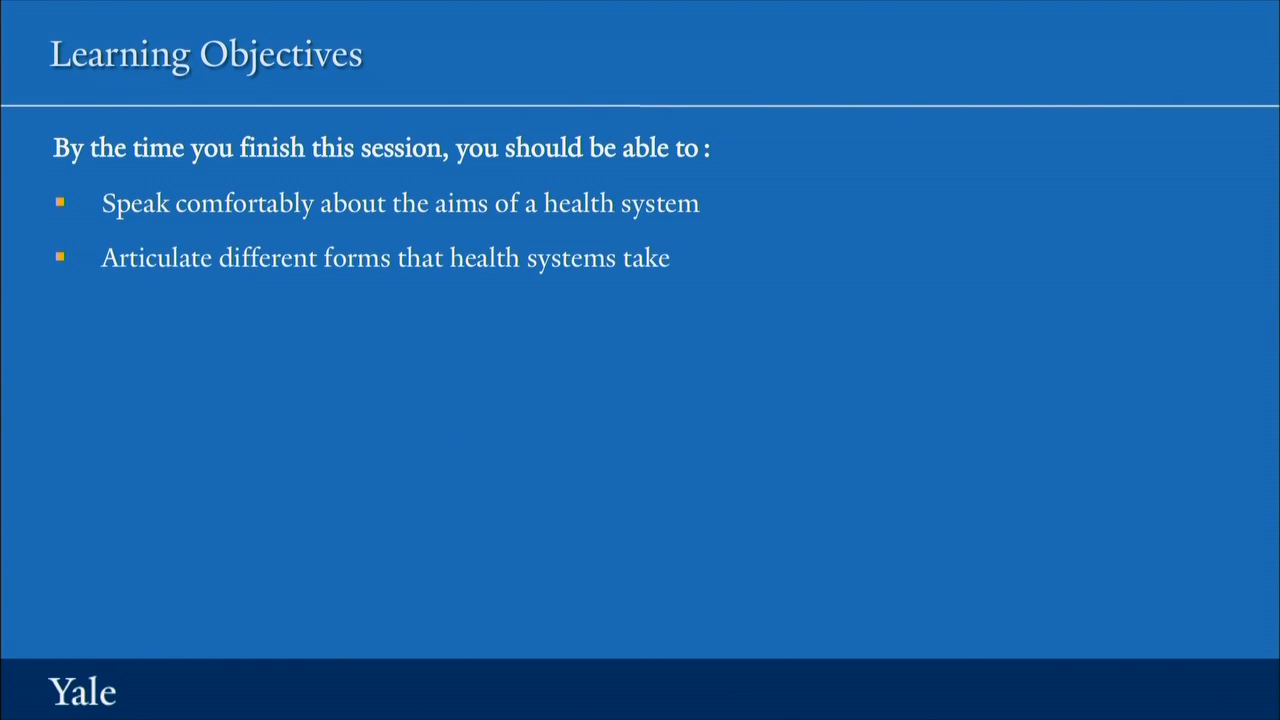 Learning Objectives
By the time you finish this session, you should be able to :
Speak comfortably about the aims of a health system
Articulate different forms that health systems take
Yale